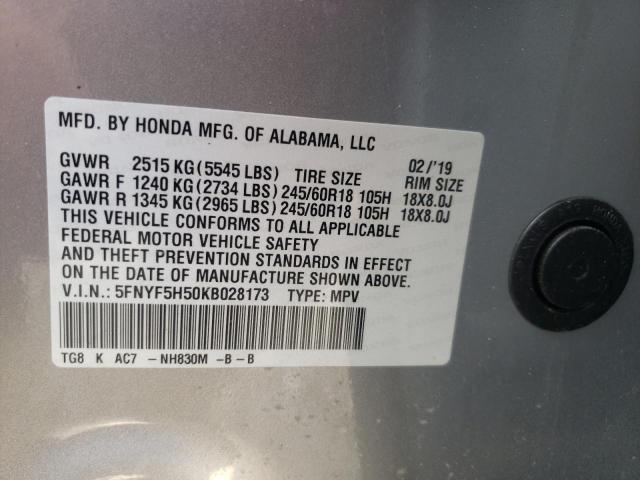 MFD. BY HONDA MFG. OF ALABAMA, LLC
GVWR 2515 KG(5545 LBS) TIRE SIZE 02/'19 RIM SIZE
GAWR F 1240 KG(2734 LBS) 245/60R18 105H 18X8.0J
GAWR R 1345 KG(2965 LBS) 245/60R18 105H 18X8.0J
THIS VEHICLE CONFORMS TO ALL APPLICABLE
FEDERAL MOTOR VEHICLE SAFETY
AND THEFT PREVENTION STANDARDS IN EFFECT
ON THE DATE OF MANUFACTURE SHOWN ABOVE.
V.I.N.: 5FNYF5H50KB028173 TYPE: MPV
TG8 K AC7 -NH830M -B-B